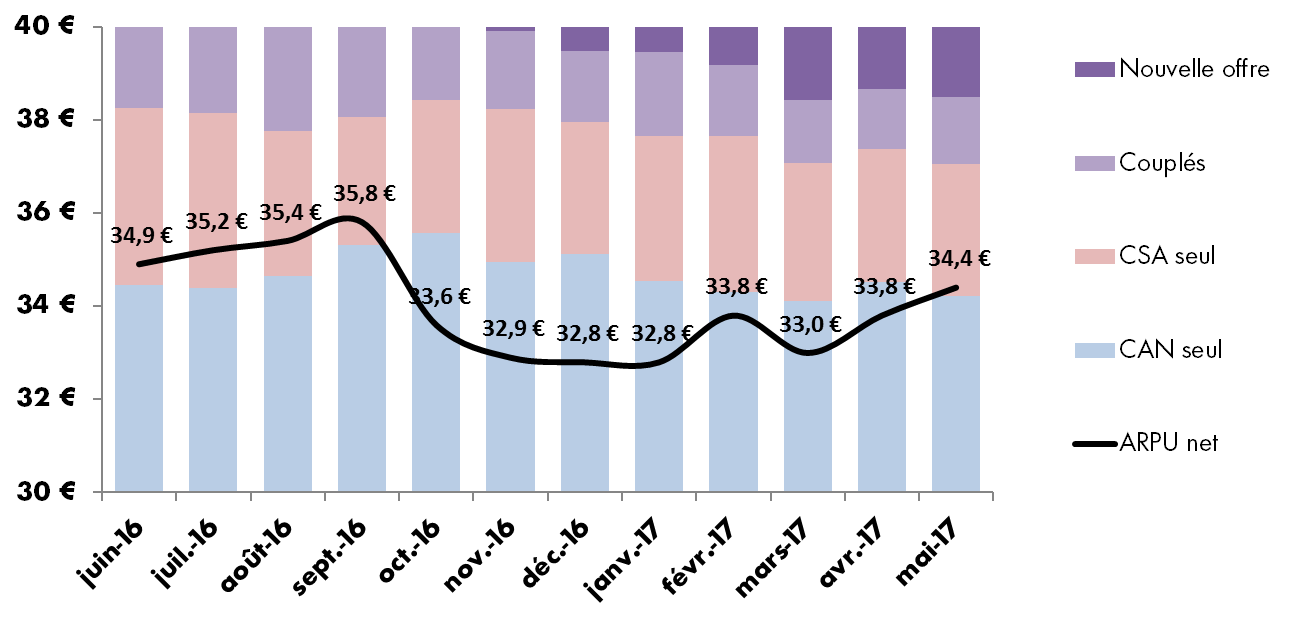 40 €
38 €
36 €
34 €
32 €
30 €
34,9 €
35,2 €
35,4 €
35,8 €
33,6 €
32,9 €
32,8 €
32,8 €
33,8 €
33,0 €
33,8 €
34,4 €
juin-16
juil.-16
août-16
sept.-16
oct.-16
nov.-16
déc.-16
janv.-17
févr.-17
mars-17
avr.-17
mai-17
Nouvelle offre
Couplés
CSA seul
CAN seul
ARPU net